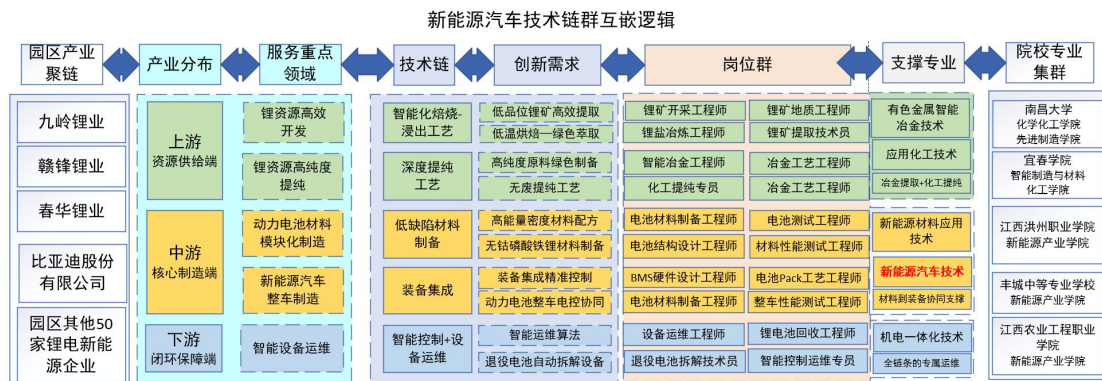 新能源汽车技术链群互嵌逻辑
园区产业
聚链
产业分布
服务重点
领域
技术链
创新需求
岗位群
支撑专业
院校专业
集群
九岭锂业
赣锋锂业
春华锂业
比亚迪股份
有限公司
园区其他50
家锂电新能
源企业
上游
资源供给端
中游
核心制造端
下游
闭环保障端
锂资源高效
开发
锂资源高纯度
提纯
动力电池材料
模块化制造
新能源汽车
整车制造
智能设备运维
智能化焙烧-
浸出工艺
深度提纯
工艺
低缺陷材料
制备
装备集成
智能控制+设
备运维
低品位锂矿高效提取
低温烘焙一绿色萃取
高纯度原料绿色制备
无废提纯工艺
高能量密度材料配方
无钴磷酸铁锂材料制备
装备集成精准控制
动力电池整车电控协同
智能运维算法
退役电池自动拆解设备
锂矿开采工程师
锂矿地质工程师
锂盐冶炼工程师
锂矿提取技术员
智能冶金工程师
冶金工艺工程师
化工提纯专员
冶金工艺工程师
电池材料制备工程师
电池测试工程师
电池结构设计工程师
材料性能测试工程师
BMS硬件设计工程师
电池Pack工艺工程师
电池材料制备工程师
整车性能测试工程师
设备运维工程师
锂电池回收工程师
退役电池拆解技术员
智能控制运维专员
有色金属智能
冶金技术
应用化工技术
冶金提取+化工提纯
新能源材料应用
技术
新能源汽车技术
材料到装备协同支撑
机电一体化技术
全链条的专属运维
南昌大学
化学化工学院
先进制造学院
宜春学院
智能制造与材料
化工学院
江西洪州职业学院
新能源产业学院
丰城中等专业学校
新能源产业学院
江西农业工程职业
学院
新能源产业学院